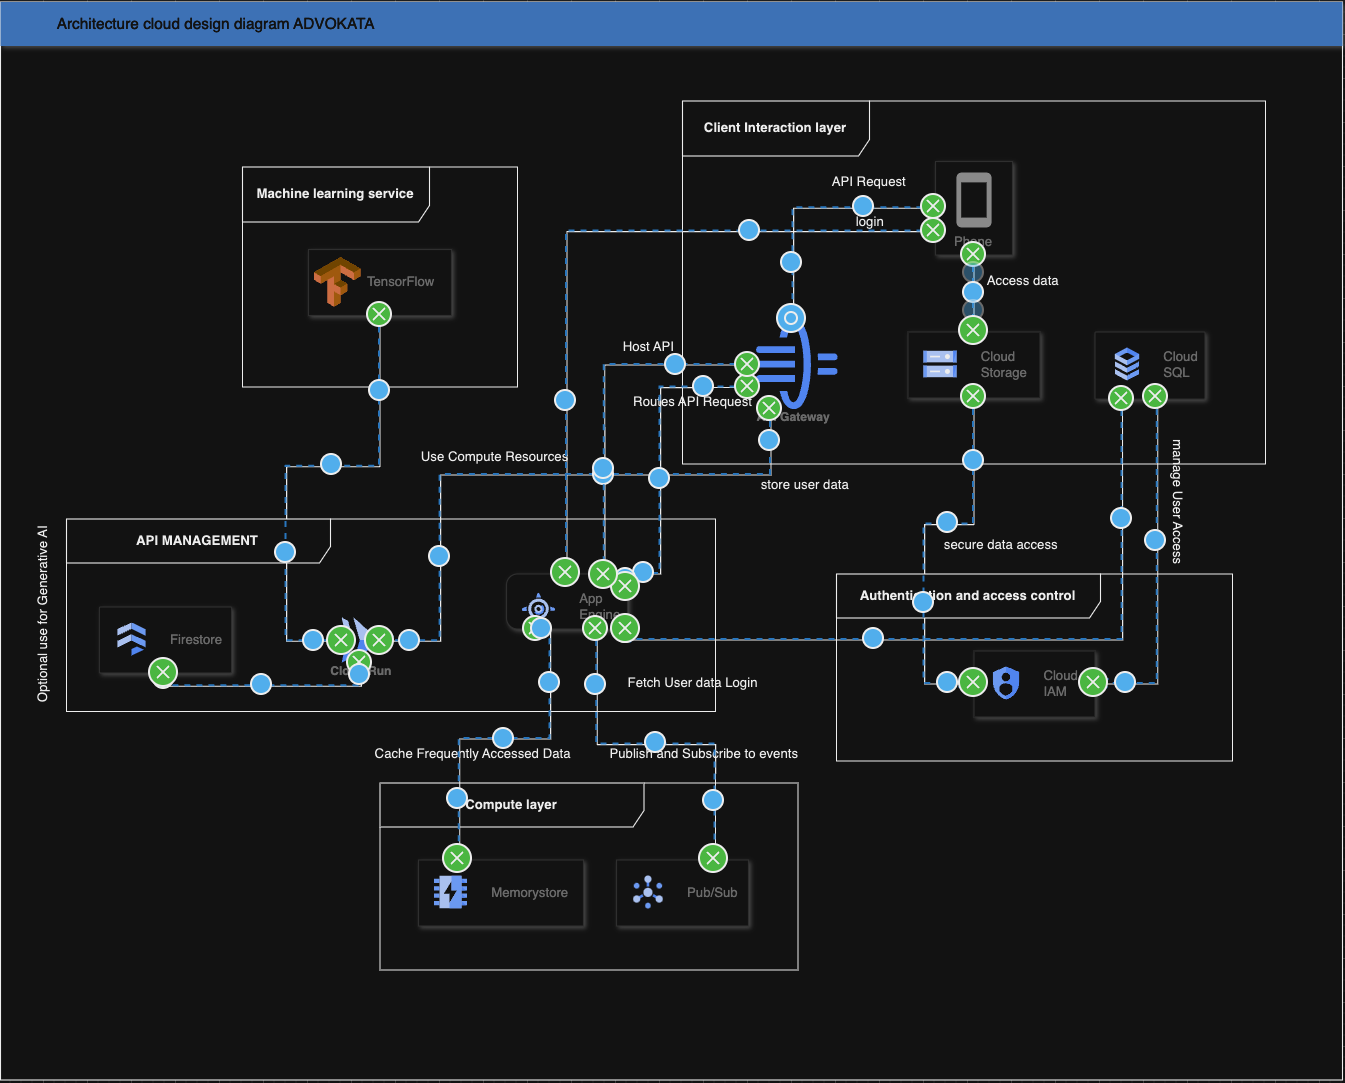 Architecture cloud design diagram ADVOKATA
Client Interaction layer
Machine learning service
API Request
login
Phone
TensorFlow
Access data
Host API
Cloud
Storage
Cloud
SQL
Routes API Request
Gateway
Use Compute Resources
store user data
manage User Access
API MANAGEMENT
secure data access
Optional use for Generative AI
Authentication and access control
App
Engine
Firestore
Cloud Run
Cloud
IAM
Fetch User data Login
Cache Frequently Accessed Data
Publish and Subscribe to events
Compute layer
Memorystore
Pub/Sub